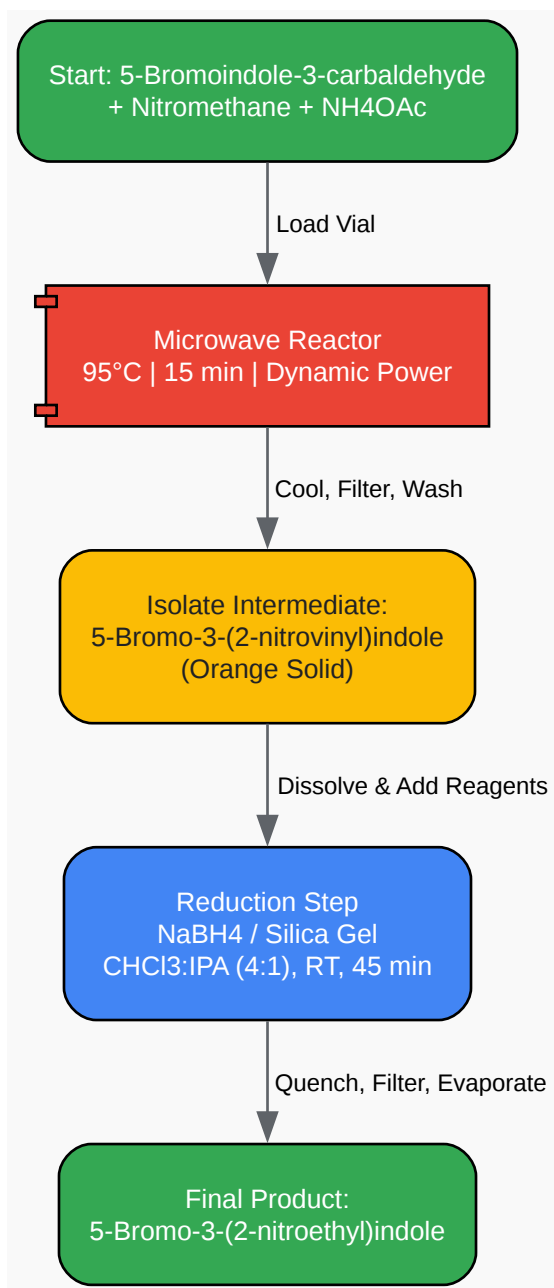 Start: 5-Bromoindole-3-carbaldehyde
+ Nitromethane + NH4OAc
Load Vial
Microwave Reactor
95°C | 15 min | Dynamic Power
Cool, Filter, Wash
Isolate Intermediate:
5-Bromo-3-(2-nitrovinyl)indole
(Orange Solid)
Dissolve & Add Reagents
Reduction Step
NaBH4 / Silica Gel
CHCl3:IPA (4:1), RT, 45 min
Quench, Filter, Evaporate
Final Product:
5-Bromo-3-(2-nitroethyl)indole